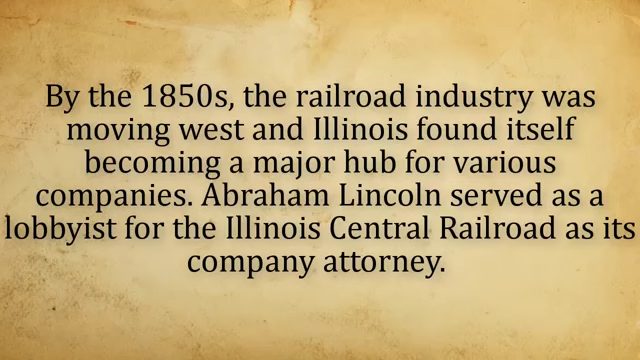 By the 1850s, the railroad industry was
moving west and Illinois found itself
becoming a major hub for various
companies. Abraham Lincoln served as a
lobbyist for the Illinois Central Railroad as its
company attorney.